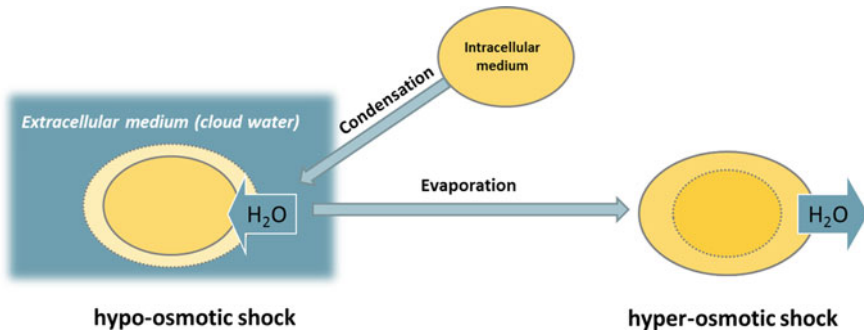 Intracellular
medium
Condensation
Extracellular medium (cloud water)
Evaporation
H₂O
H₂O
hypo-osmotic shock
hyper-osmotic shock